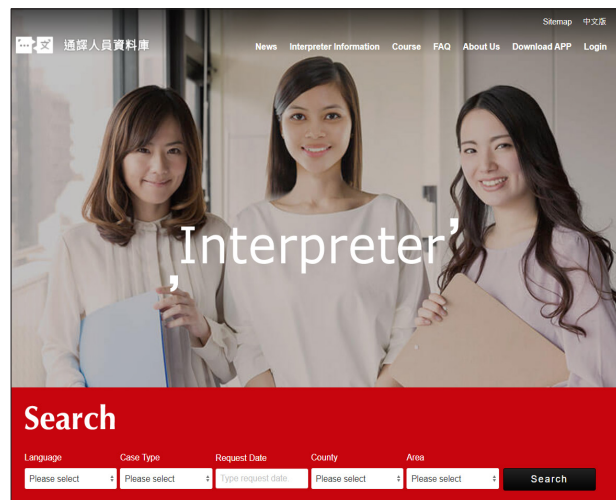 Sitemap 中文版
通譯人員資料庫
News Interpreter Information Course FAQ About Us Download APP Login
‚Interpreter’
Search
Language Case Type Request Date County Area
Please select Please select Type request date. Please select Please select Search